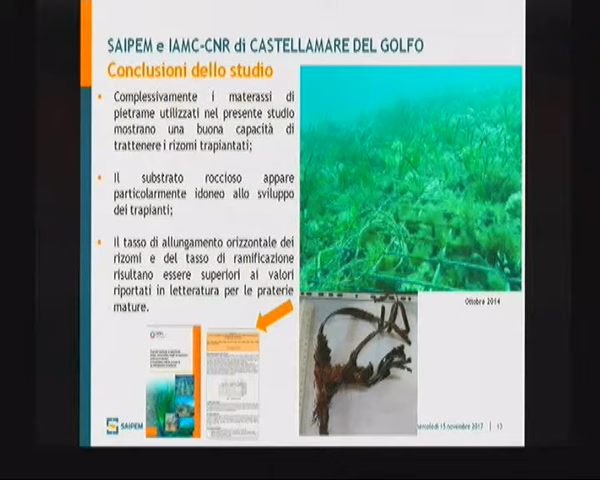 SAIPEM e IAMC-CNR di CASTELLAMARE DEL GOLFO
Conclusioni dello studio
• Complessivamente i materassi di
pietrame utilizzati nel presente studio
mostrano una buona capacità di
trattenere i rizomi trapiantati;
• Il substrato roccioso appare
particolarmente idoneo allo sviluppo
dei trapianti;
• Il tasso di allungamento orizzontale dei
rizomi e del tasso di ramificazione
risultano essere superiori ai valori
riportati in letteratura per le praterie
mature.
Ottobre 2014
SAIPEM
mercoledì 15 novembre 2017 | 13